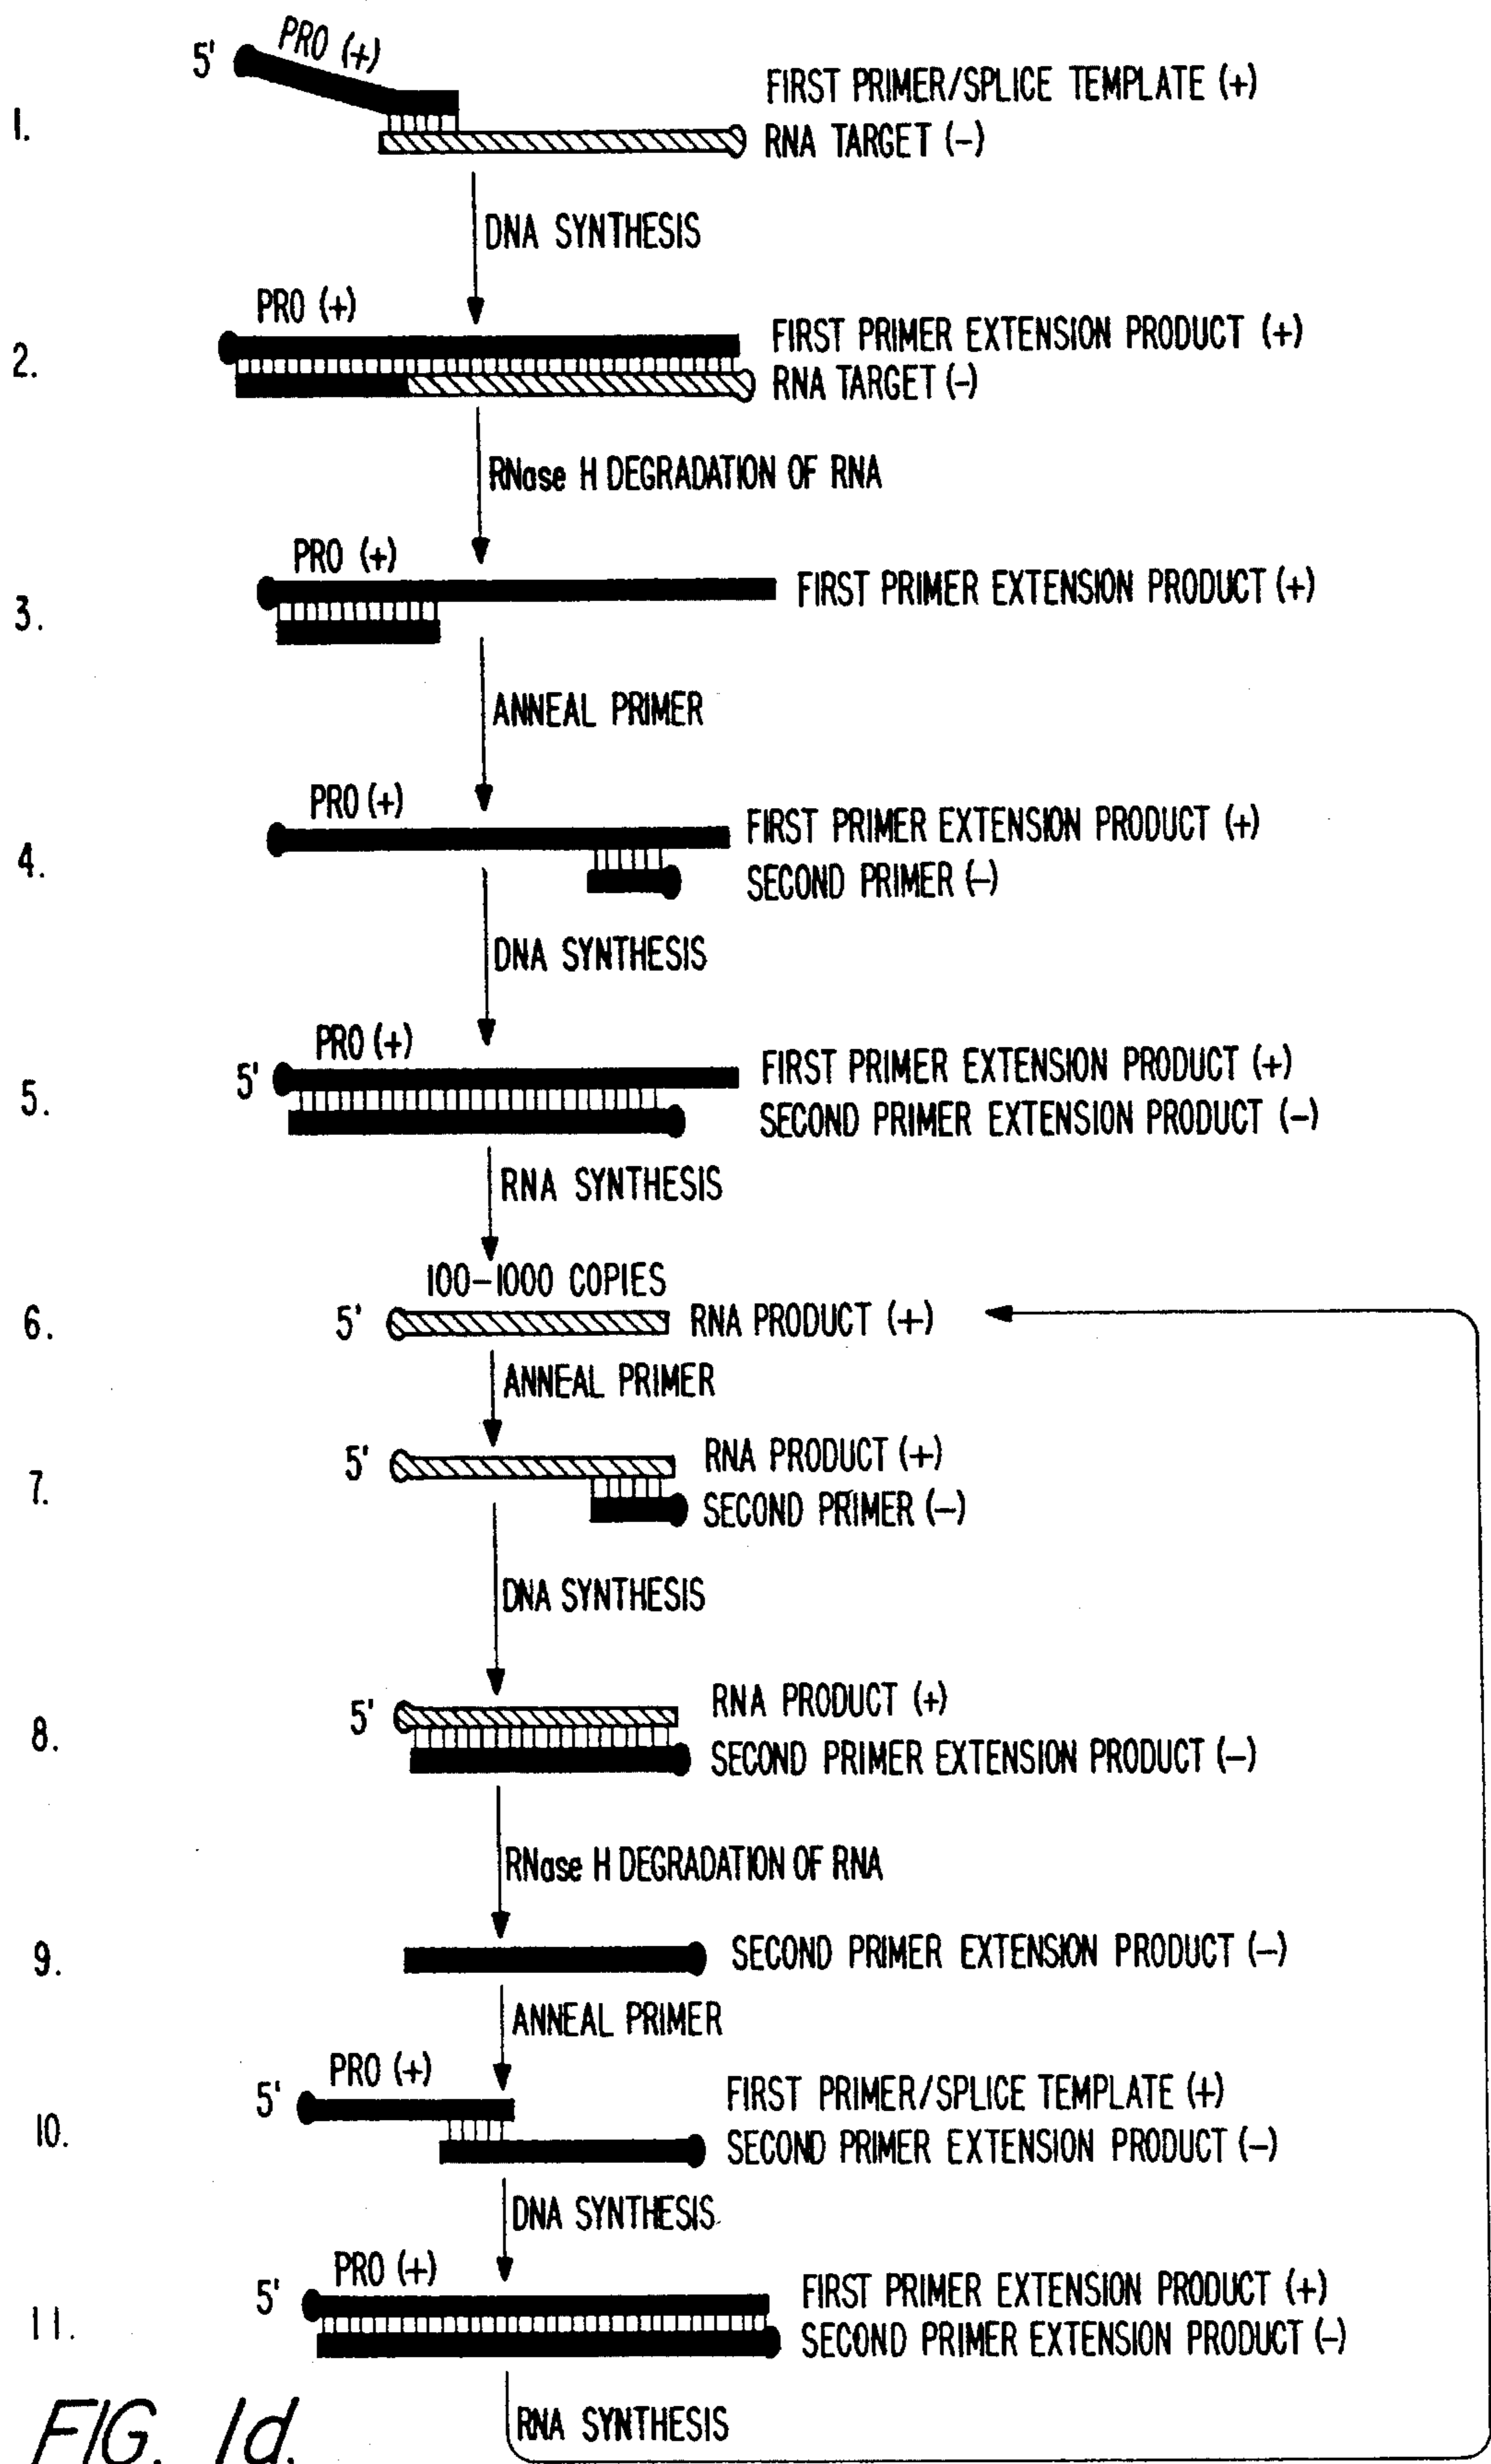 5' PRO (+)
1.
FIRST PRIMER/SPLICE TEMPLATE (+)
RNA TARGET (–)
DNA SYNTHESIS
PRO (+)
2.
FIRST PRIMER EXTENSION PRODUCT (+)
RNA TARGET (–)
RNase H DEGRADATION OF RNA
PRO (+)
3.
FIRST PRIMER EXTENSION PRODUCT (+)
ANNEAL PRIMER
PRO (+)
4.
FIRST PRIMER EXTENSION PRODUCT (+)
SECOND PRIMER (–)
DNA SYNTHESIS
PRO (+)
5.
5'
FIRST PRIMER EXTENSION PRODUCT (+)
SECOND PRIMER EXTENSION PRODUCT (–)
RNA SYNTHESIS
100–1000 COPIES
6.
5'
RNA PRODUCT (+)
ANNEAL PRIMER
7.
5'
RNA PRODUCT (+)
SECOND PRIMER (–)
DNA SYNTHESIS
8.
5'
RNA PRODUCT (+)
SECOND PRIMER EXTENSION PRODUCT (–)
RNase H DEGRADATION OF RNA
9.
SECOND PRIMER EXTENSION PRODUCT (–)
ANNEAL PRIMER
PRO (+)
10.
5'
FIRST PRIMER/SPLICE TEMPLATE (+)
SECOND PRIMER EXTENSION PRODUCT (–)
DNA SYNTHESIS
PRO (+)
11.
5'
FIRST PRIMER EXTENSION PRODUCT (+)
SECOND PRIMER EXTENSION PRODUCT (–)
RNA SYNTHESIS
FIG. 1d.